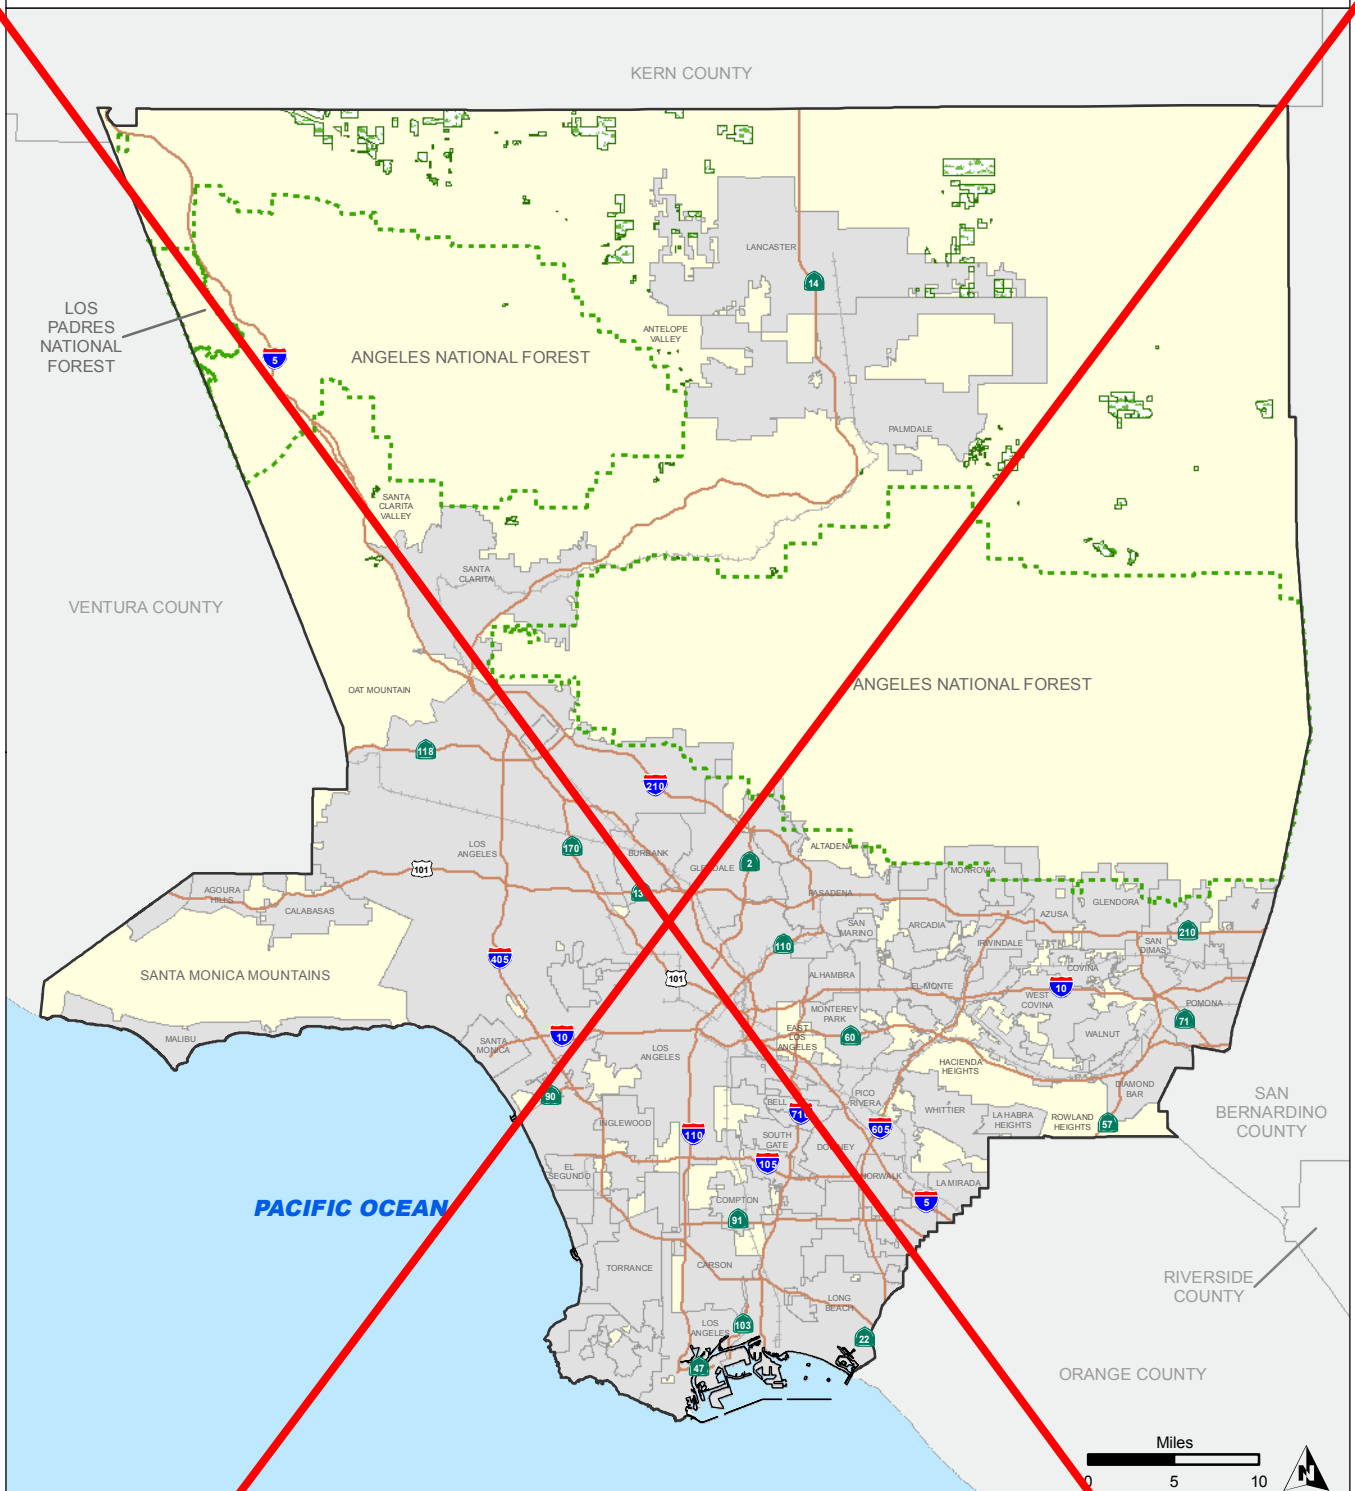 KERN COUNTY
LANCASTER
14
LOS
PADRES
NATIONAL
FOREST
ANTELOPE
VALLEY
5
ANGELES NATIONAL FOREST
PALMDALE
SANTA
CLARITA
VALLEY
SANTA
CLARITA
VENTURA COUNTY
OAT MOUNTAIN
ANGELES NATIONAL FOREST
118
210
LOS
ANGELES
170
BURBANK
GLENDALE
2
ALTADENA
101
MONROVIA
AGOURA
HILLS
CALABASAS
PASADENA
GLENDORA
AZUSA
SAN
MARINO
ARCADIA
210
110
IRWINDALE
SAN
DIMAS
405
SANTA MONICA MOUNTAINS
101
ALHAMBRA
COVINA
EL MONTE
10
WEST
COVINA
POMONA
MONTEREY
PARK
71
MALIBU
10
SANTA
MONICA
LOS
ANGELES
EAST
LOS
ANGELES
60
WALNUT
HACIENDA
HEIGHTS
DIAMOND
BAR
90
BELL
PICO
RIVERA
710
WHITTIER
LA HABRA
HEIGHTS
ROWLAND
HEIGHTS
57
SAN
BERNARDINO
COUNTY
INGLEWOOD
110
605
SOUTH
GATE
DOWNEY
105
EL
SEGUNDO
NORWALK
LA MIRADA
5
PACIFIC OCEAN
COMPTON
91
TORRANCE
CARSON
RIVERSIDE
COUNTY
LONG
BEACH
LOS
ANGELES
103
22
47
ORANGE COUNTY
Miles
0 5 10
N